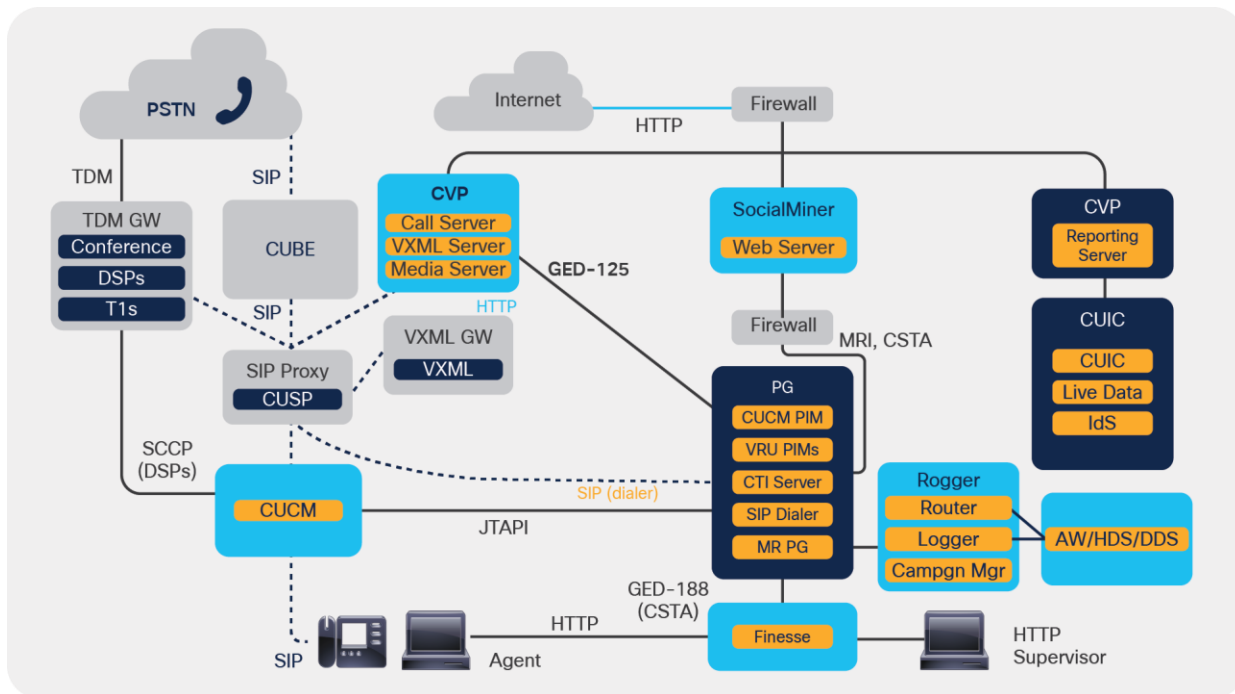 PSTN
Internet
Firewall
HTTP
TDM
SIP
TDM GW
Conference
DSPs
T1s
CUBE
CVP
Call Server
VXML Server
Media Server
HTTP
GED-125
SocialMiner
Web Server
CVP
Reporting
Server
SIP
Firewall
MRI, CSTA
CUIC
CUIC
Live Data
IdS
VXML GW
VXML
SIP Proxy
CUSP
PG
CUCM PIM
VRU PIMs
CTI Server
SIP Dialer
MR PG
SCCP
(DSPs)
CUCM
SIP (dialer)
JTAPI
Rogger
Router
Logger
Campgn Mgr
AW/HDS/DDS
GED-188
(CSTA)
SIP
Agent
HTTP
Finesse
HTTP
Supervisor